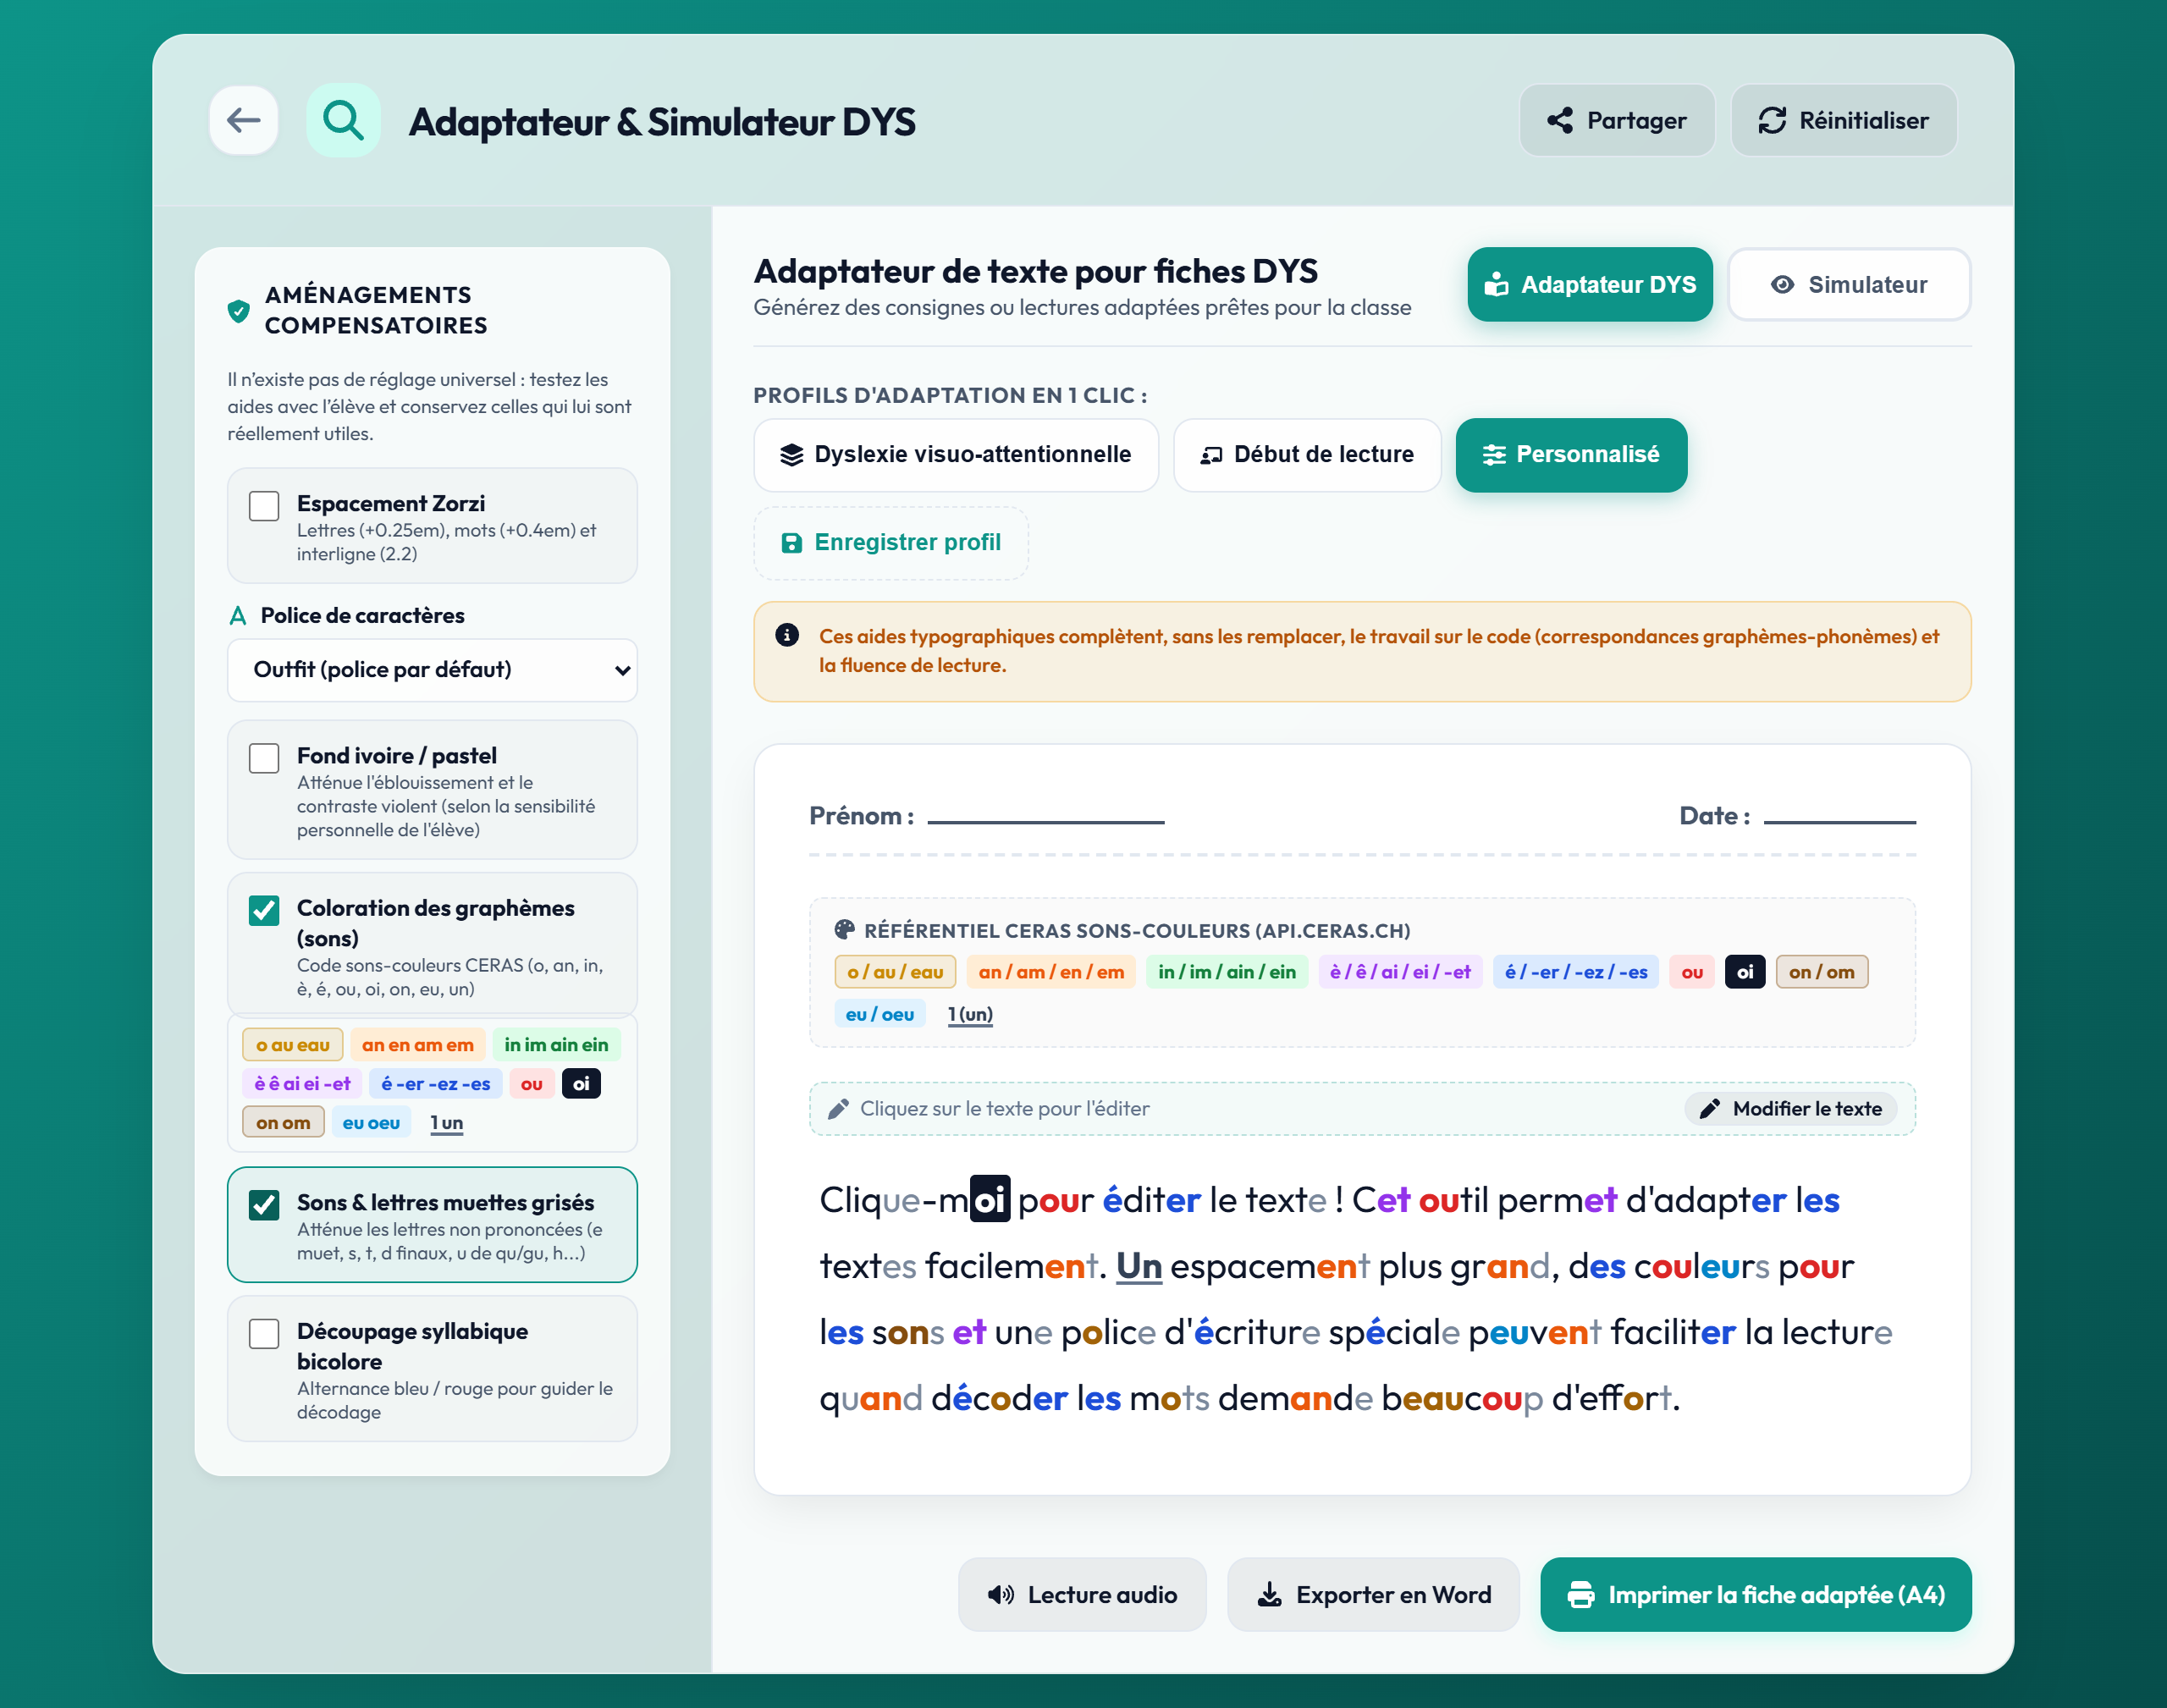 Adaptateur & Simulateur DYS
Partager
Réinitialiser
AMÉNAGEMENTS
COMPENSATOIRES
Il n’existe pas de réglage universel : testez les
aides avec l’élève et conservez celles qui lui sont
réellement utiles.
Espacement Zorzi
Lettres (+0.25em), mots (+0.4em) et
interligne (2.2)
Police de caractères
Outfit (police par défaut)
Fond ivoire / pastel
Atténue l'éblouissement et le
contraste violent (selon la sensibilité
personnelle de l'élève)
Coloration des graphèmes
(sons)
Code sons-couleurs CERAS (o, an, in,
è, é, ou, oi, on, eu, un)
o au eau an en am em in im ain ein
è ê ai ei -et é -er -ez -es ou oi
on om eu oeu 1 un
Sons & lettres muettes grisés
Atténue les lettres non prononcées (e
muet, s, t, d finaux, u de qu/gu, h...)
Découpage syllabique
bicolore
Alternance bleu / rouge pour guider le
décodage
Adaptateur de texte pour fiches DYS
Générez des consignes ou lectures adaptées prêtes pour la classe
Adaptateur DYS
Simulateur
PROFILS D'ADAPTATION EN 1 CLIC :
Dyslexie visuo-attentionnelle
Début de lecture
Personnalisé
Enregistrer profil
Ces aides typographiques complètent, sans les remplacer, le travail sur le code (correspondances graphèmes-phonèmes) et
la fluence de lecture.
Prénom :
Date :
RÉFÉRENTIEL CERAS SONS-COULEURS (API.CERAS.CH)
o / au / eau an / am / en / em in / im / ain / ein è / ê / ai / ei / -et é / -er / -ez / -es ou oi on / om
eu / oeu 1 (un)
Cliquez sur le texte pour l'éditer
Modifier le texte
Clique-moi pour éditer le texte ! Cet outil permet d'adapter les
textes facilement. Un espacement plus grand, des couleurs pour
les sons et une police d'écriture spéciale peuvent faciliter la lecture
quand décoder les mots demande beaucoup d'effort.
Lecture audio
Exporter en Word
Imprimer la fiche adaptée (A4)